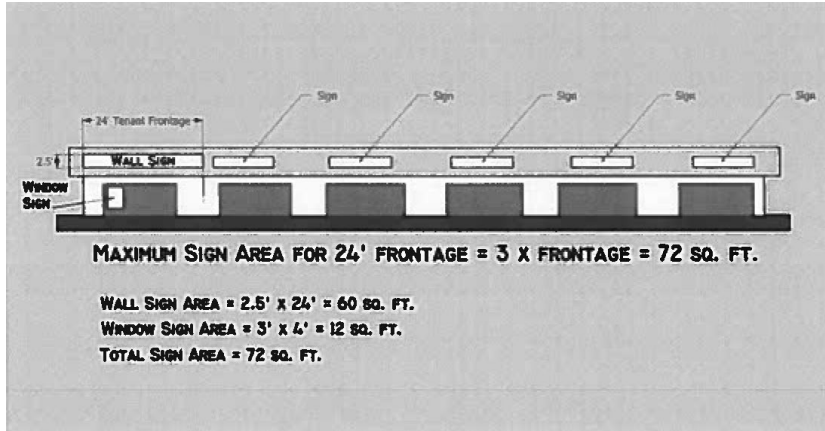 Sign Sign Sign Sign Sign
24' Tenant Frontage
2.5' WALL SIGN
WINDOW
SIGN
MAXIMUM SIGN AREA FOR 24' FRONTAGE = 3 X FRONTAGE = 72 SQ. FT.
WALL SIGN AREA = 2.5' X 24' = 60 SQ. FT.
WINDOW SIGN AREA = 3' X 4' = 12 SQ. FT.
TOTAL SIGN AREA = 72 SQ. FT.